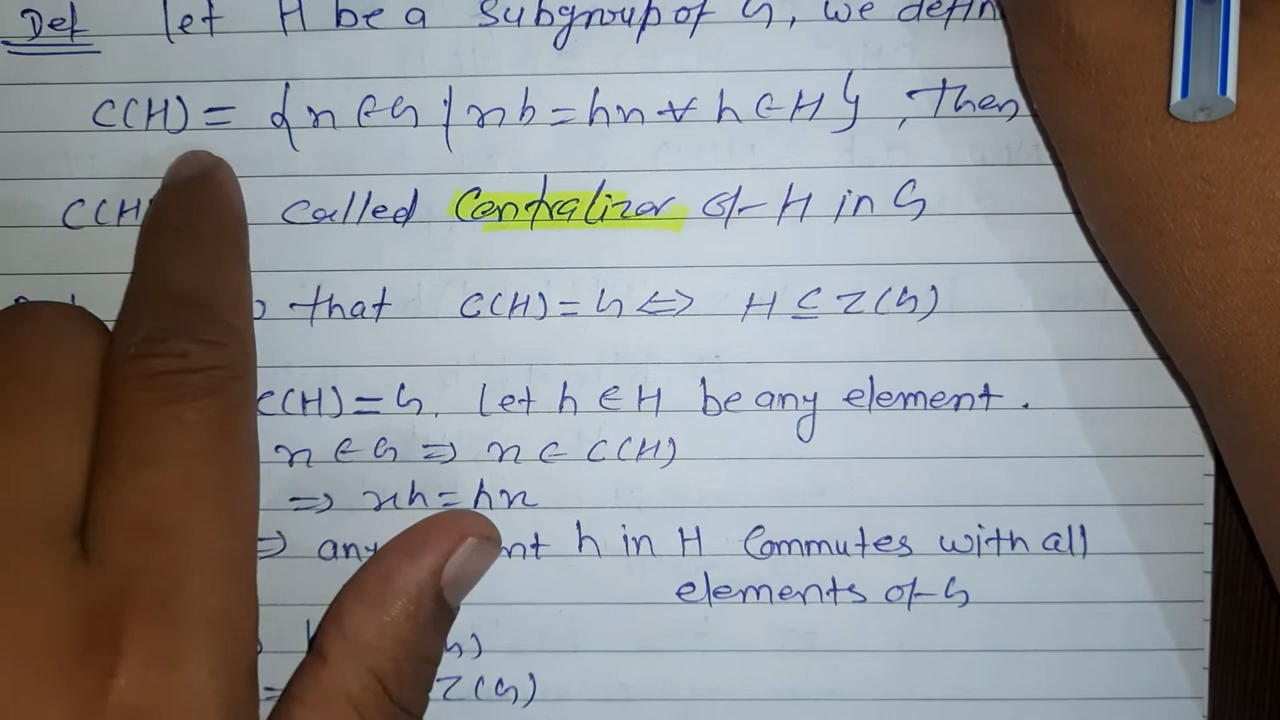 Def let H be a Subgroup of G, we defin
C(H) = {x ∈ G | xh = hx ∀ h ∈ H}, Then
C(H called Centralizer of H in G
that C(H) = G ⇔ H ⊆ Z(G)
C(H) = G. Let h ∈ H be any element.
x ∈ G ⇒ x ∈ C(H)
⇒ xh = hx
⇒ any nt h in H Commutes with all
elements of G
G)
Z(G)